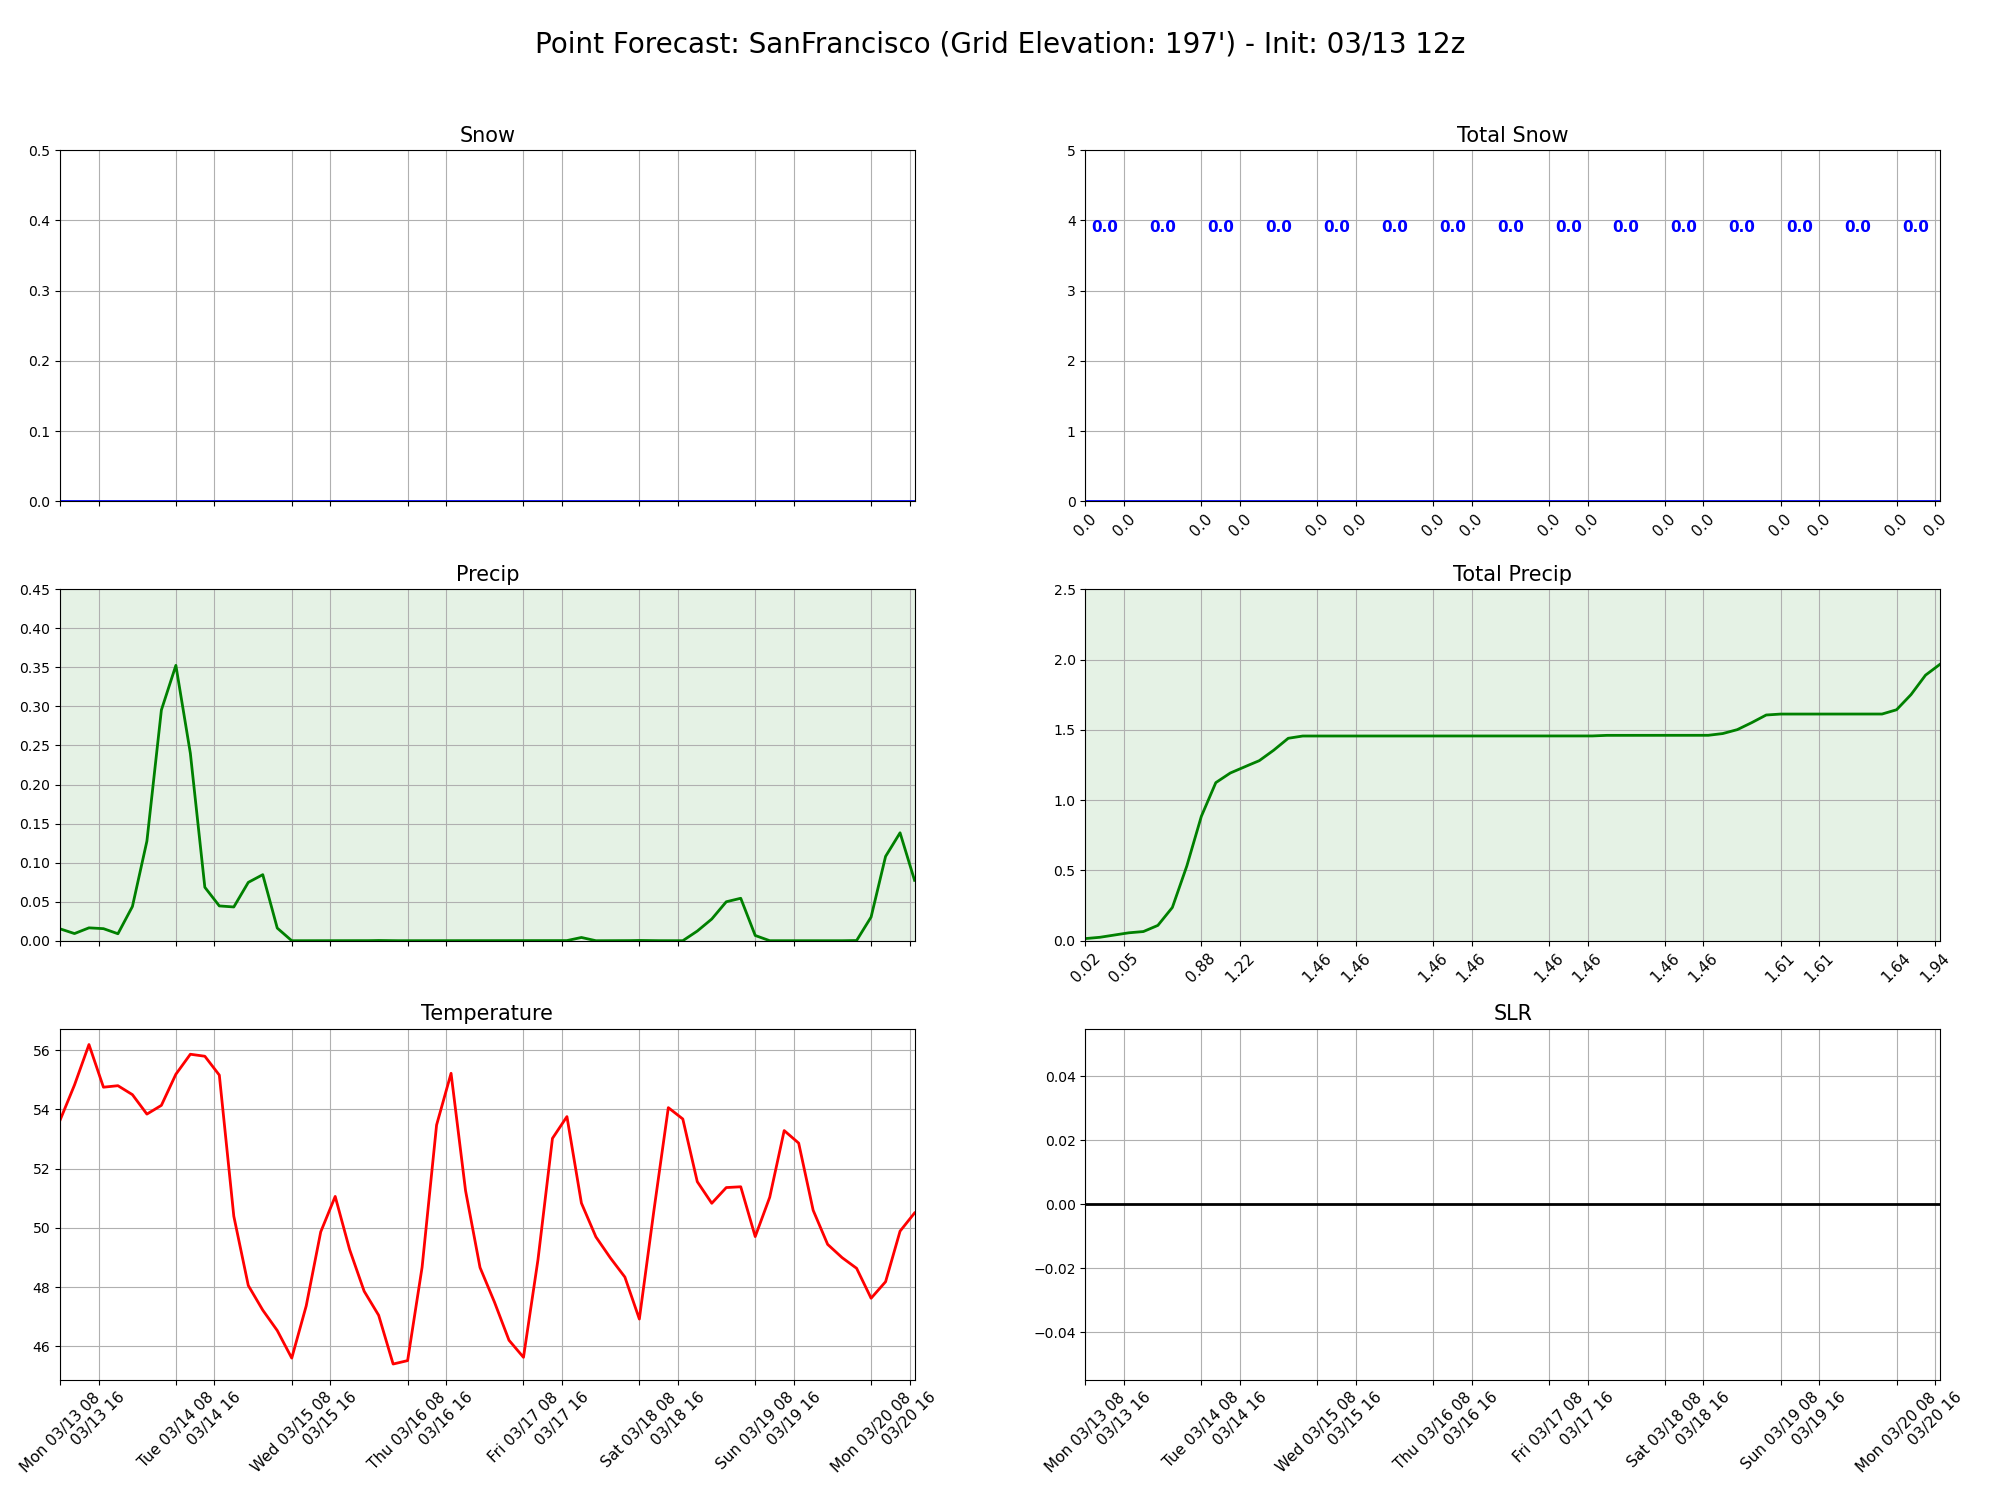 Point Forecast: SanFrancisco (Grid Elevation: 197') - Init: 03/13 12z
Snow
0.5
0.4
0.3
0.2
0.1
0.0
Total Snow
5
4
3
2
1
0
0.0 0.0 0.0 0.0 0.0 0.0 0.0 0.0 0.0 0.0 0.0 0.0 0.0 0.0 0.0
0.0 0.0 0.0 0.0 0.0 0.0 0.0 0.0 0.0 0.0 0.0 0.0 0.0 0.0 0.0 0.0
Precip
0.45
0.40
0.35
0.30
0.25
0.20
0.15
0.10
0.05
0.00
Total Precip
2.5
2.0
1.5
1.0
0.5
0.0
0.02 0.05 0.88 1.22 1.46 1.46 1.46 1.46 1.46 1.46 1.46 1.46 1.61 1.61 1.64 1.94
Temperature
56
54
52
50
48
46
Mon 03/13 08
03/13 16
Tue 03/14 08
03/14 16
Wed 03/15 08
03/15 16
Thu 03/16 08
03/16 16
Fri 03/17 08
03/17 16
Sat 03/18 08
03/18 16
Sun 03/19 08
03/19 16
Mon 03/20 08
03/20 16
SLR
0.04
0.02
0.00
−0.02
−0.04
Mon 03/13 08
03/13 16
Tue 03/14 08
03/14 16
Wed 03/15 08
03/15 16
Thu 03/16 08
03/16 16
Fri 03/17 08
03/17 16
Sat 03/18 08
03/18 16
Sun 03/19 08
03/19 16
Mon 03/20 08
03/20 16